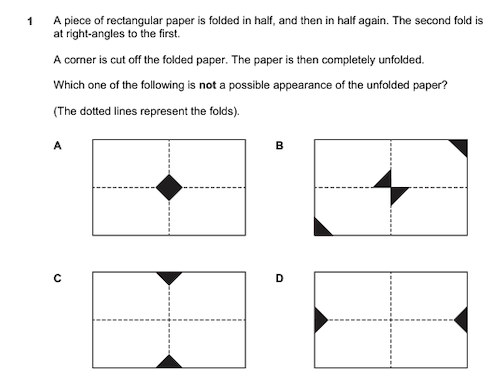 1 A piece of rectangular paper is folded in half, and then in half again. The second fold is
at right-angles to the first.
A corner is cut off the folded paper. The paper is then completely unfolded.
Which one of the following is not a possible appearance of the unfolded paper?
(The dotted lines represent the folds).
A B
C D